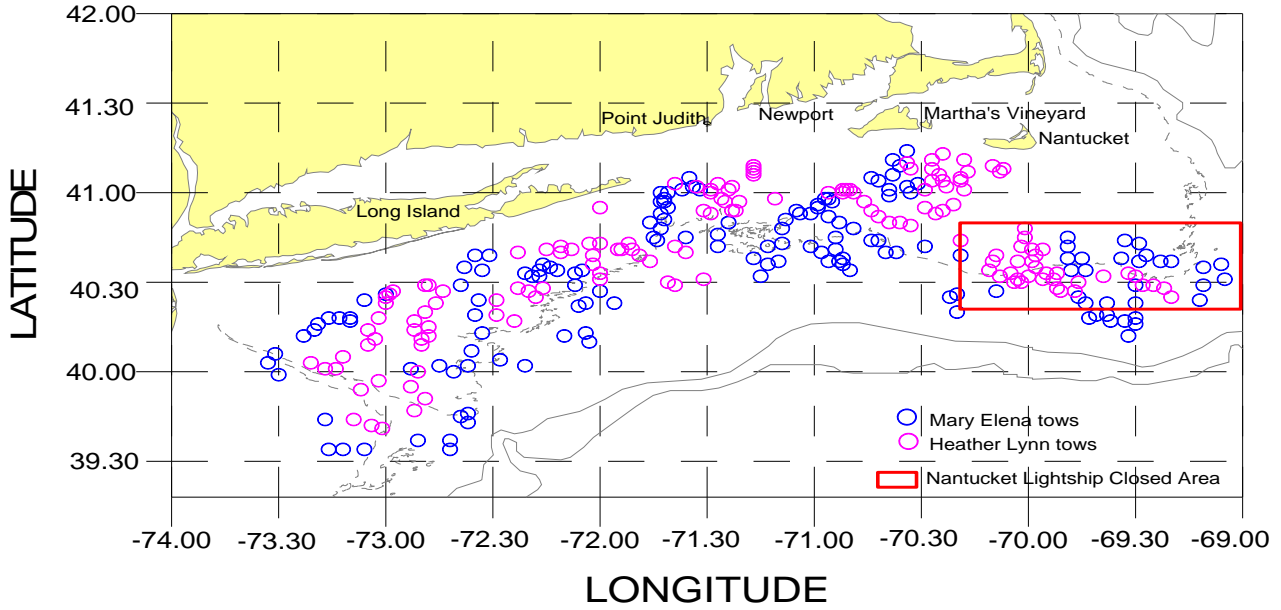 42.00
41.30
41.00
40.30
40.00
39.30
LATITUDE
Point Judith
Newport
Martha's Vineyard
Nantucket
Long Island
Mary Elena tows
Heather Lynn tows
Nantucket Lightship Closed Area
-74.00 -73.30 -73.00 -72.30 -72.00 -71.30 -71.00 -70.30 -70.00 -69.30 -69.00
LONGITUDE